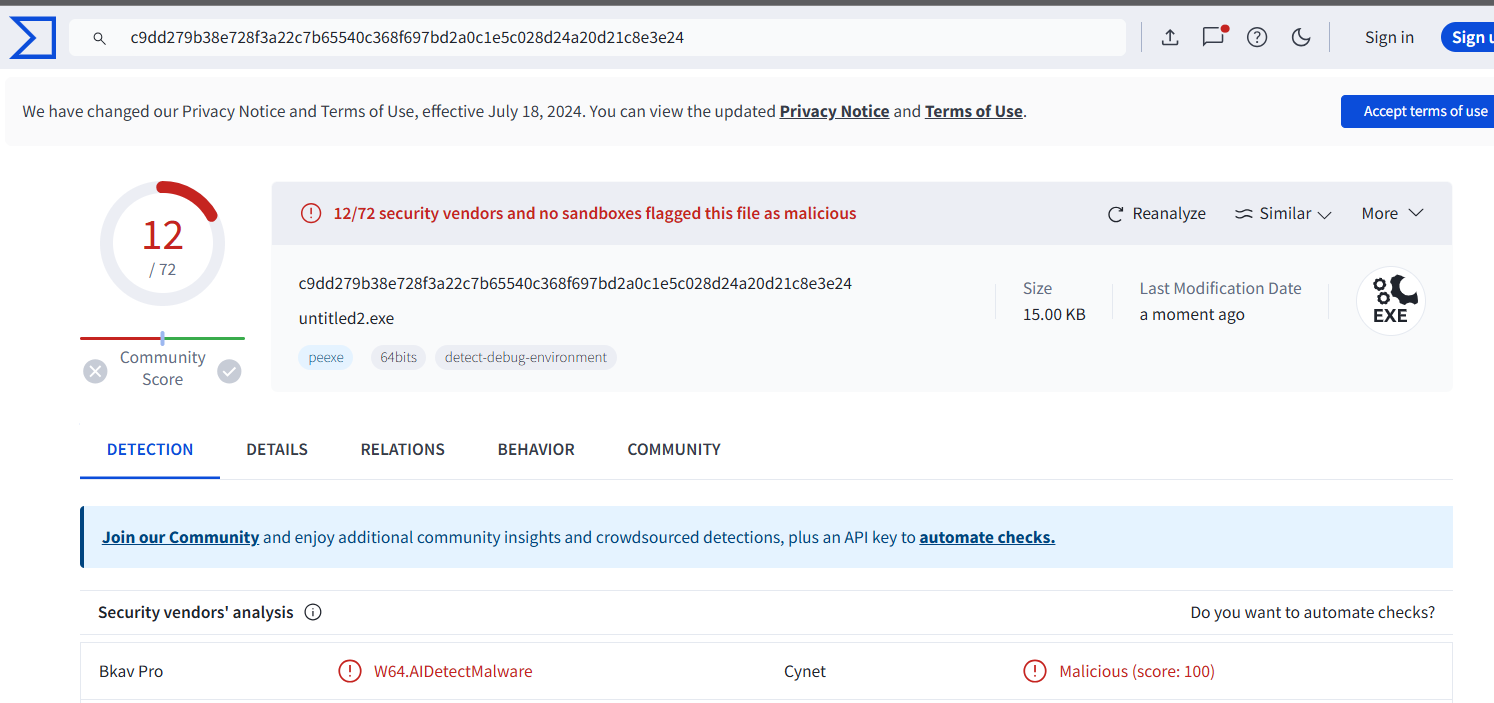 c9dd279b38e728f3a22c7b65540c368f697bd2a0c1e5c028d24a20d21c8e3e24
Sign in
Sign u
We have changed our Privacy Notice and Terms of Use, effective July 18, 2024. You can view the updated Privacy Notice and Terms of Use.
Accept terms of use
12
/ 72
Community
Score
12/72 security vendors and no sandboxes flagged this file as malicious
Reanalyze
Similar
More
c9dd279b38e728f3a22c7b65540c368f697bd2a0c1e5c028d24a20d21c8e3e24
untitled2.exe
peexe
64bits
detect-debug-environment
Size
15.00 KB
Last Modification Date
a moment ago
EXE
DETECTION
DETAILS
RELATIONS
BEHAVIOR
COMMUNITY
Join our Community and enjoy additional community insights and crowdsourced detections, plus an API key to automate checks.
Security vendors' analysis
Do you want to automate checks?
Bkav Pro
W64.AIDetectMalware
Cynet
Malicious (score: 100)